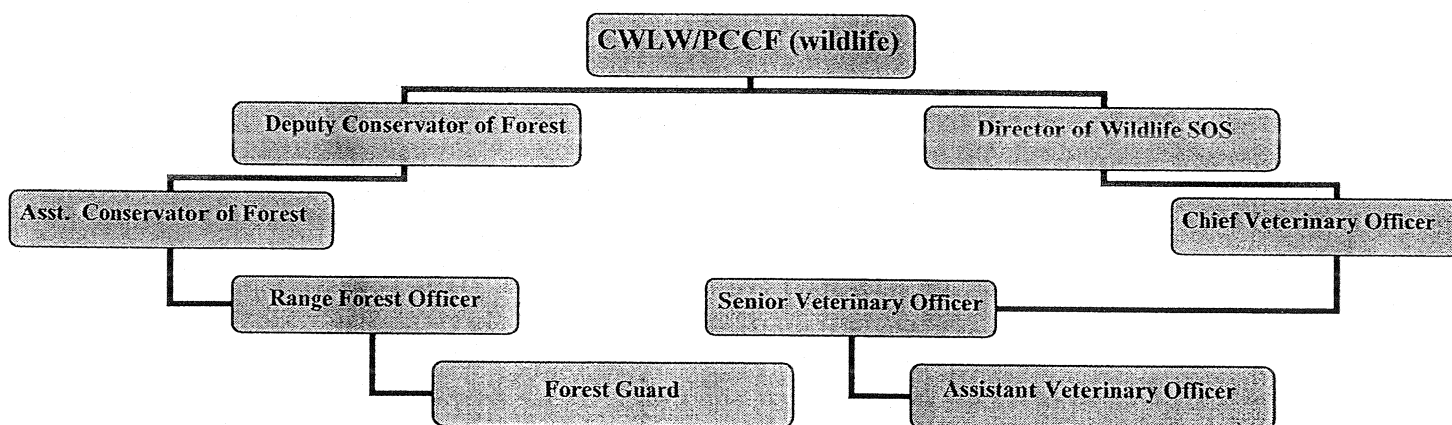 CWLW/PCCF (wildlife)
Deputy Conservator of Forest
Director of Wildlife SOS
Asst. Conservator of Forest
Chief Veterinary Officer
Range Forest Officer
Senior Veterinary Officer
Forest Guard
Assistant Veterinary Officer